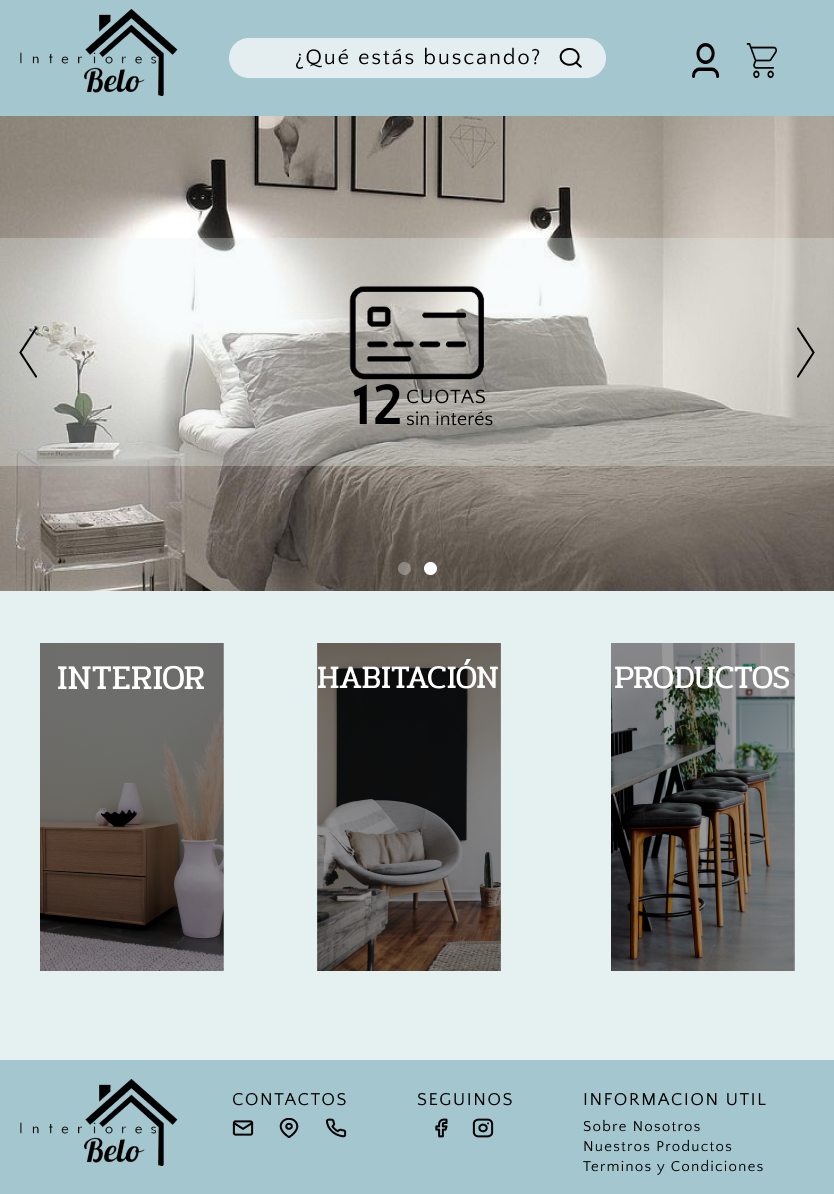 Interiores
Belo
¿Qué estás buscando?
12 CUOTAS
sin interés
INTERIOR
HABITACIÓN
PRODUCTOS
Interiores
Belo
CONTACTOS
SEGUINOS
INFORMACION UTIL
Sobre Nosotros
Nuestros Productos
Terminos y Condiciones